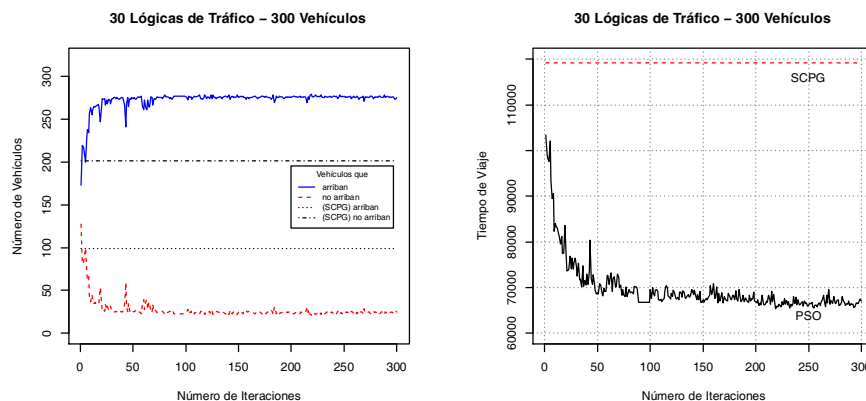 30 Lógicas de Tráfico − 300 Vehículos
Número de Vehículos
300
250
200
150
100
50
0
Vehículos que
arriban
no arriban
(SCPG) arriban
(SCPG) no arriban
0 50 100 150 200 250 300
Número de Iteraciones
30 Lógicas de Tráfico − 300 Vehículos
Tiempo de Viaje
110000
90000
80000
70000
60000
SCPG
PSO
0 50 100 150 200 250 300
Número de Iteraciones